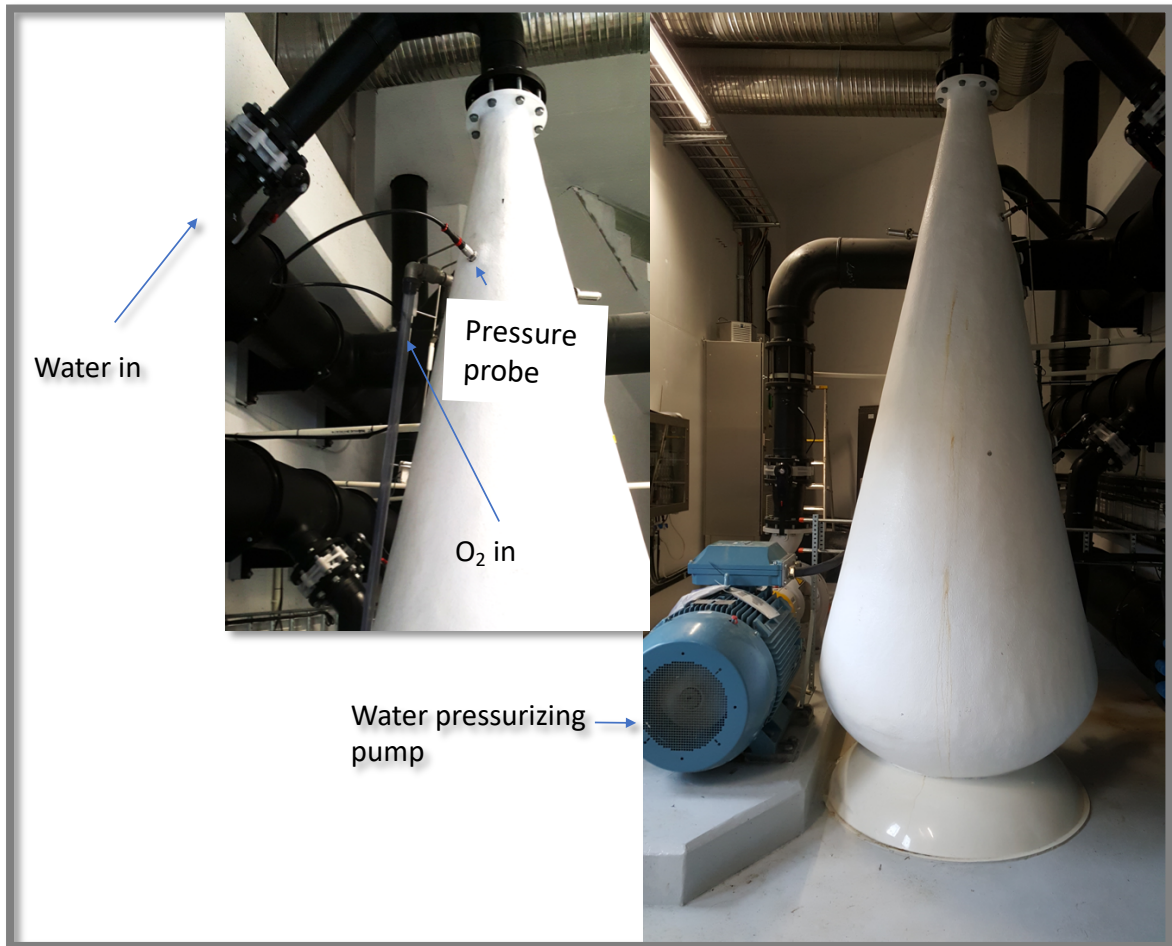 Water in
Pressure
probe
O₂ in
Water pressurizing
pump